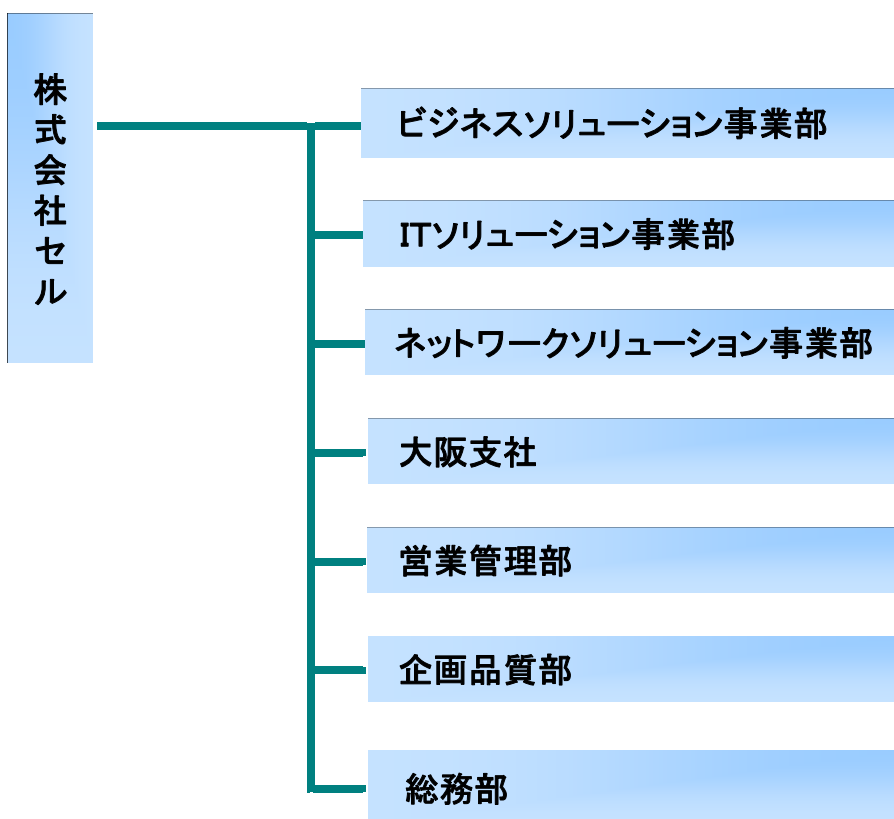 株式会社セル
ビジネスソリューション事業部
ITソリューション事業部
ネットワークソリューション事業部
大阪支社
営業管理部
企画品質部
総務部